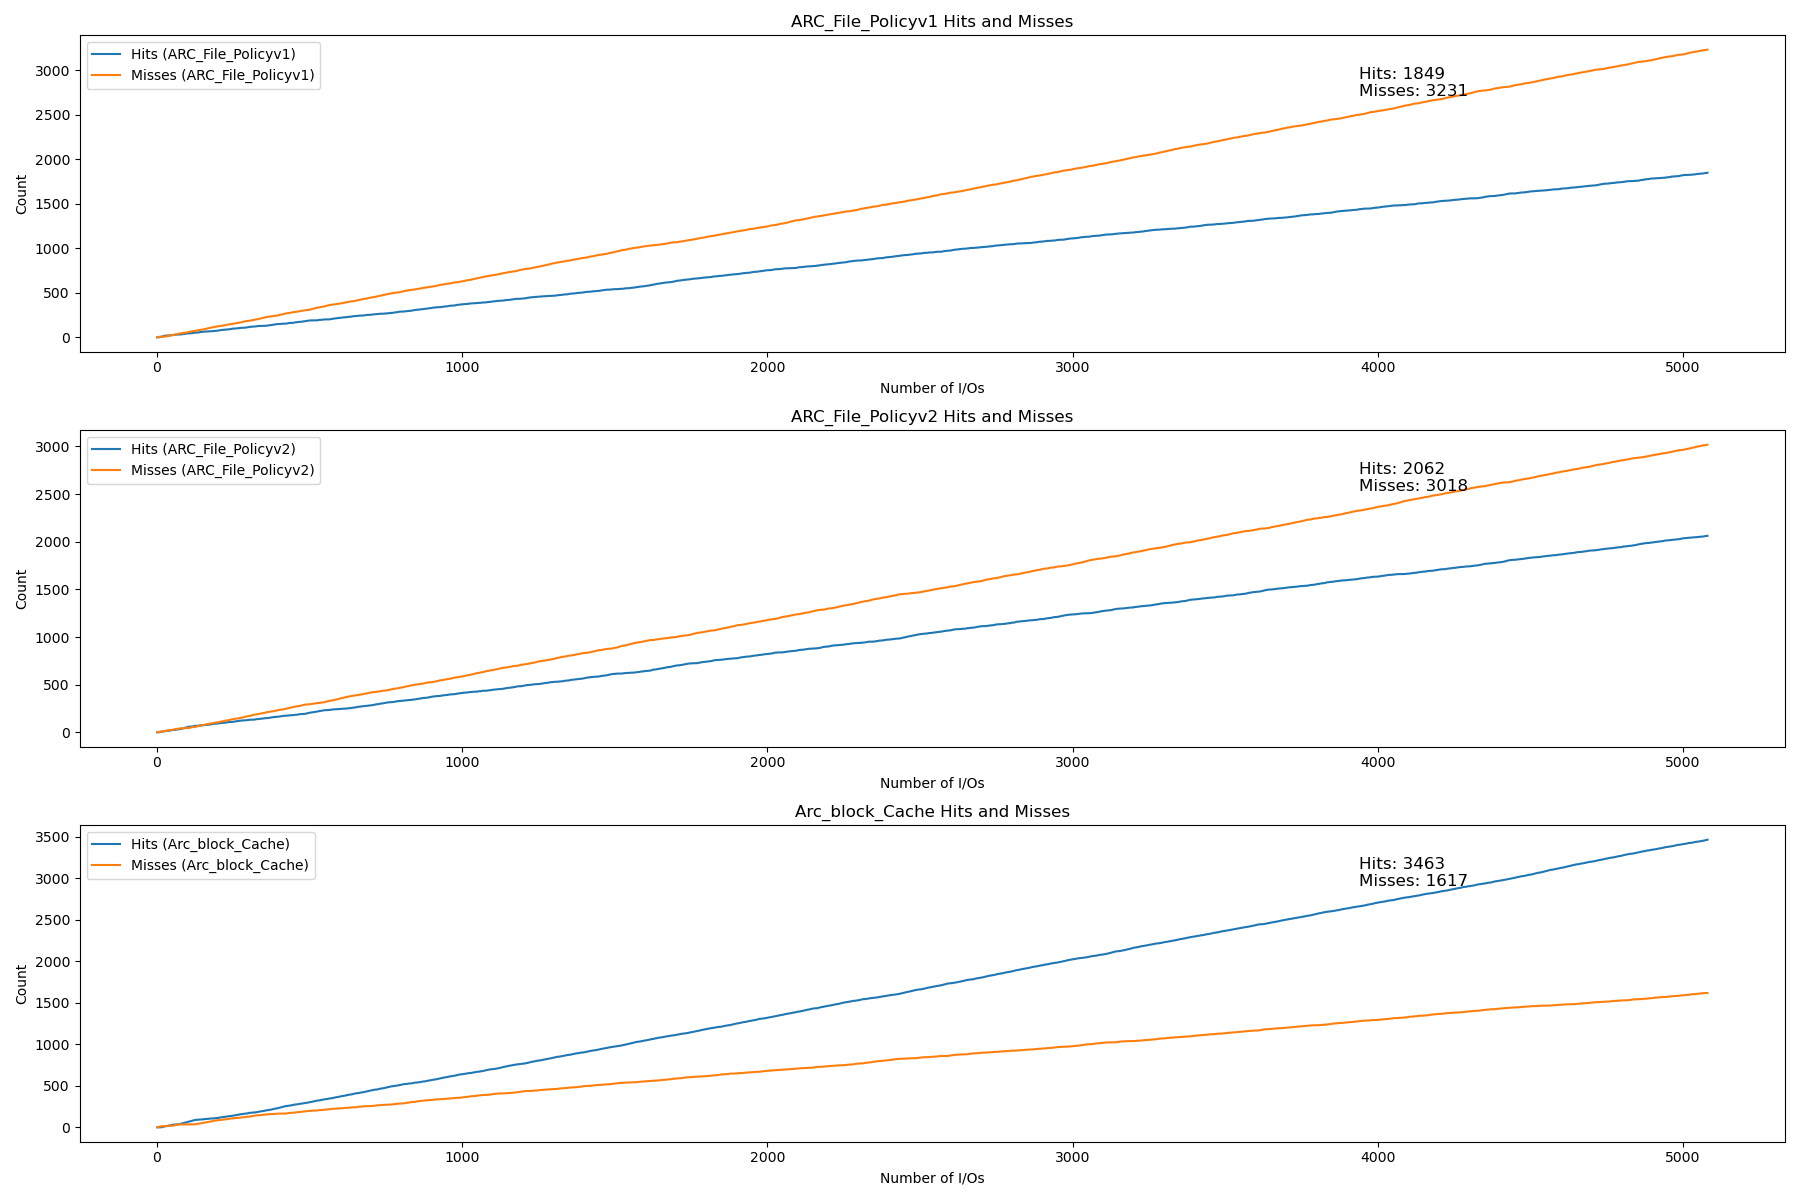 ARC_File_Policyv1 Hits and Misses
Hits (ARC_File_Policyv1)
Misses (ARC_File_Policyv1)
Hits: 1849
Misses: 3231
3000
2500
2000
1500
1000
500
0
Count
0 1000 2000 3000 4000 5000
Number of I/Os
ARC_File_Policyv2 Hits and Misses
Hits (ARC_File_Policyv2)
Misses (ARC_File_Policyv2)
Hits: 2062
Misses: 3018
3000
2500
2000
1500
1000
500
0
Count
0 1000 2000 3000 4000 5000
Number of I/Os
Arc_block_Cache Hits and Misses
Hits (Arc_block_Cache)
Misses (Arc_block_Cache)
Hits: 3463
Misses: 1617
3500
3000
2500
2000
1500
1000
500
0
Count
0 1000 2000 3000 4000 5000
Number of I/Os